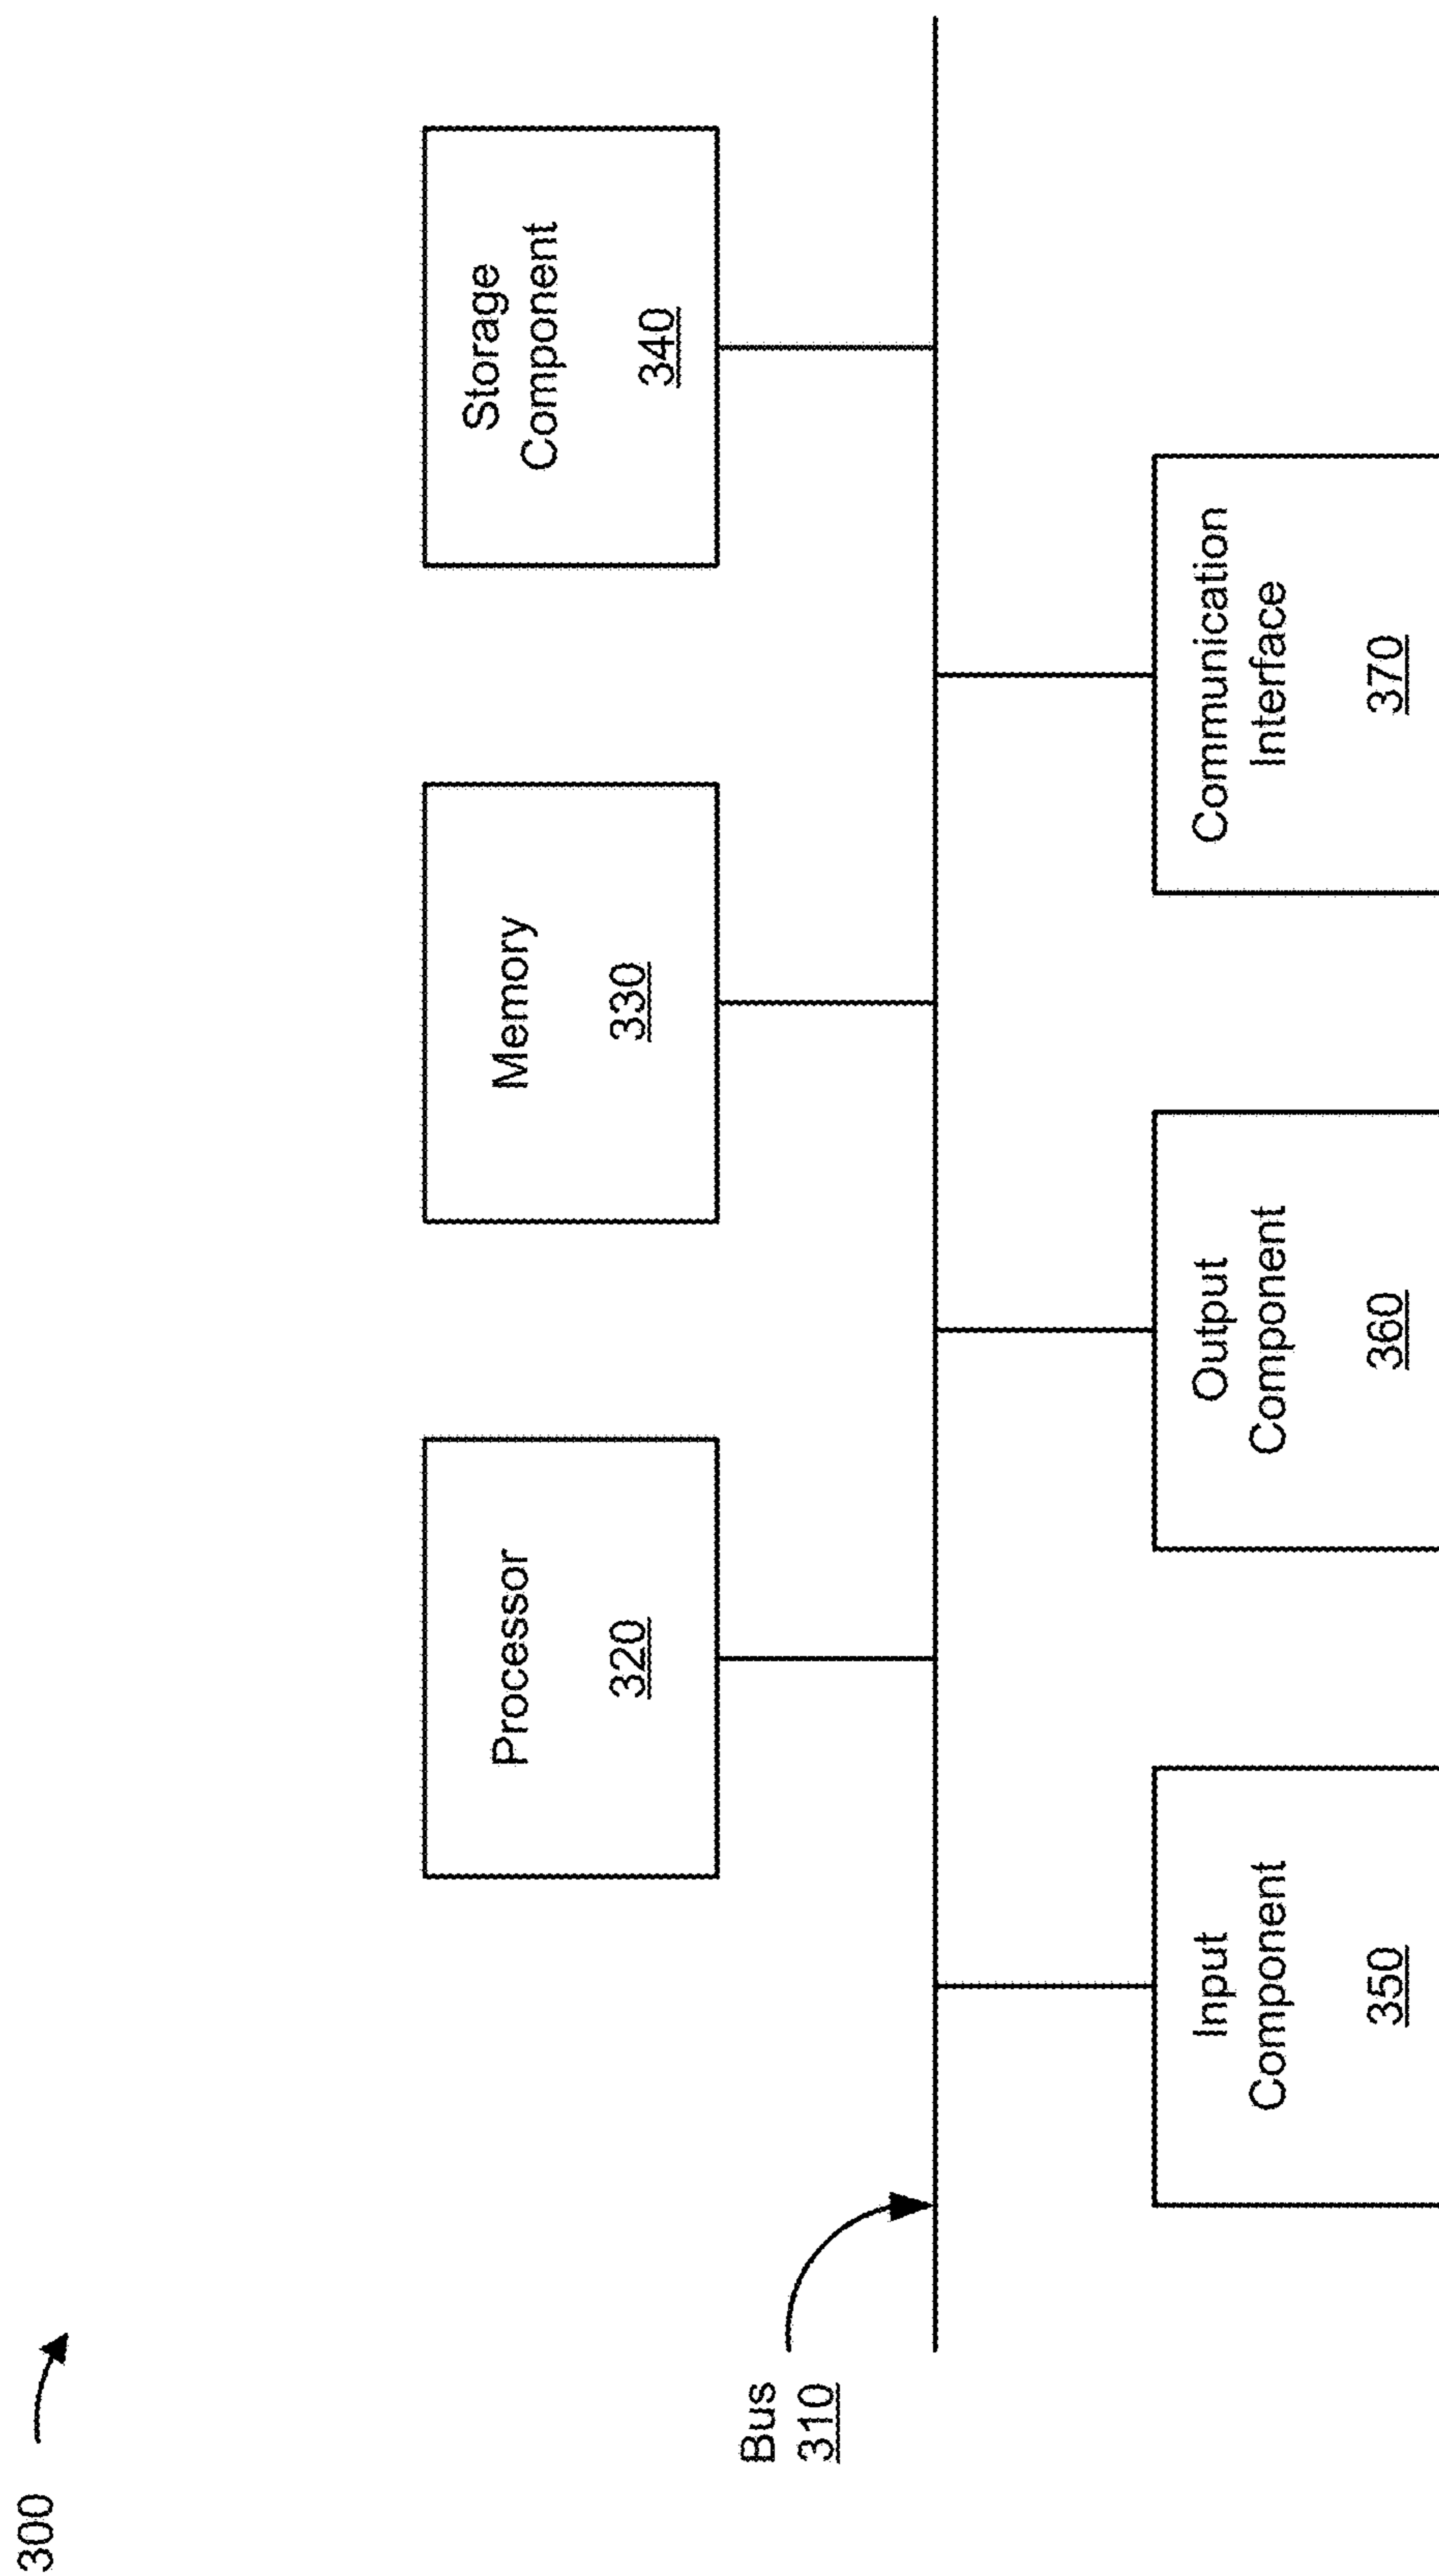 300
Processor
320
Memory
330
Storage
Component
340
Bus
310
Input
Component
350
Output
Component
360
Communication
Interface
370